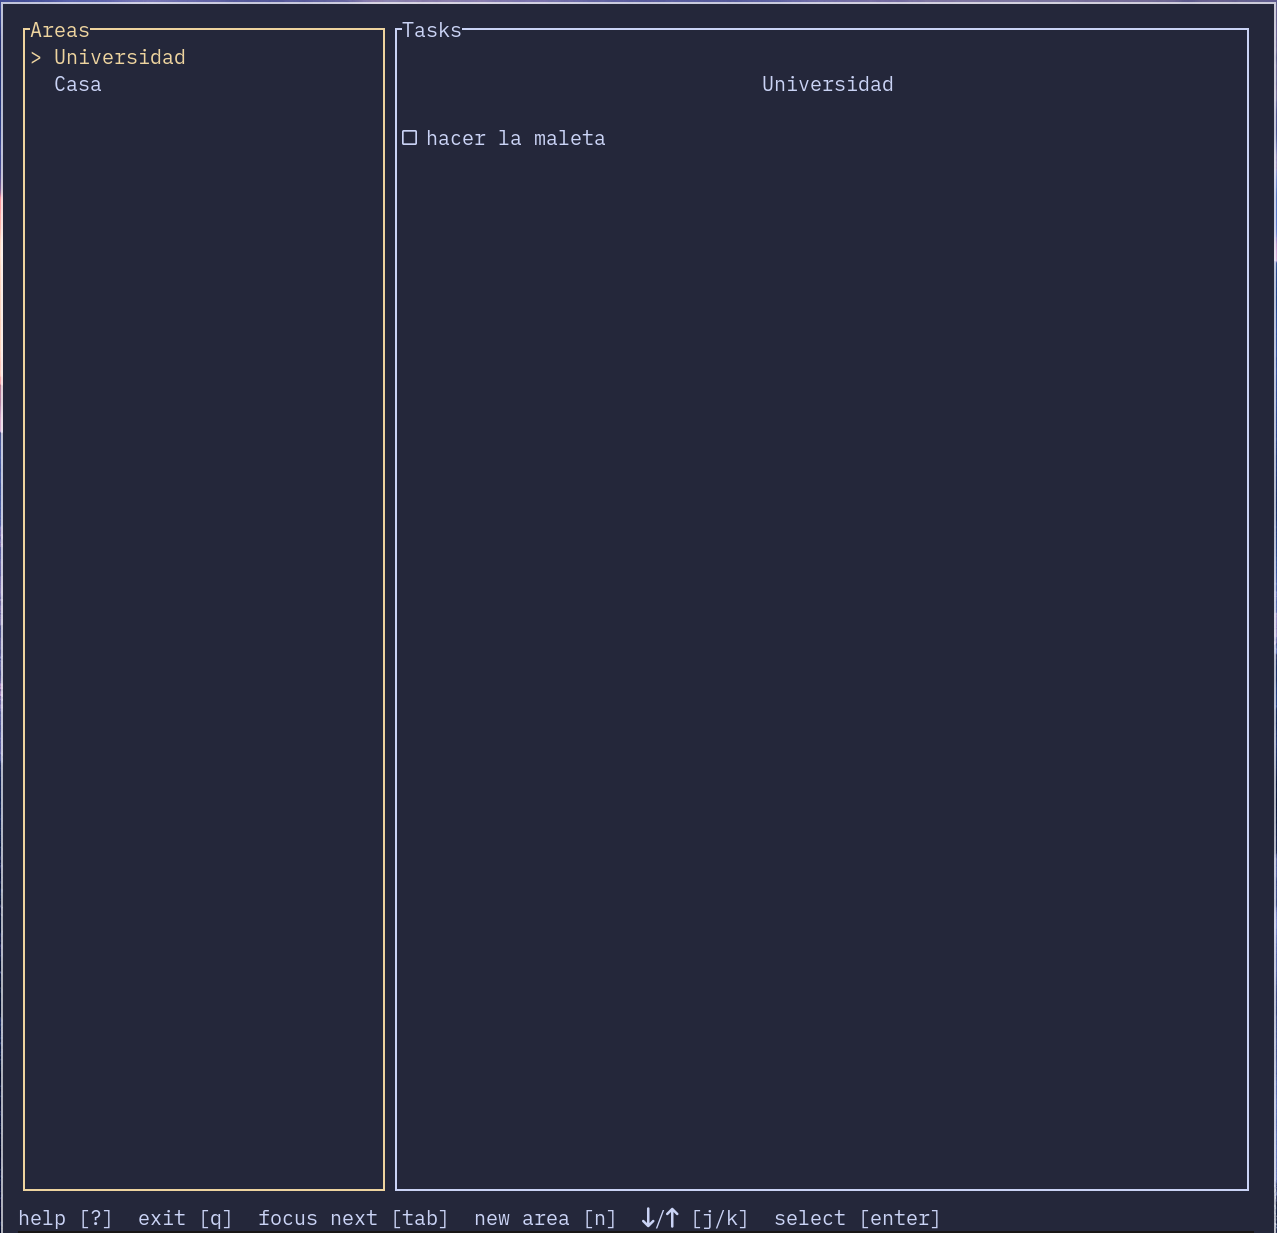 Areas
> Universidad
Casa
Tasks
Universidad
☐ hacer la maleta
help [?]  exit [q]  focus next [tab]  new area [n]  ↓/↑ [j/k]  select [enter]